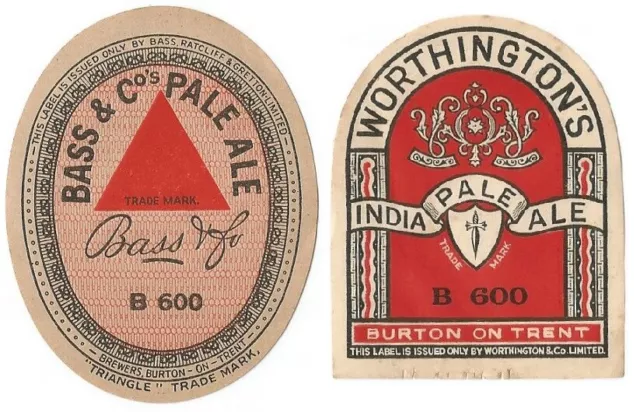 THIS LABEL IS ISSUED ONLY BY BASS, RATCLIFF & GRETTON LIMITED
BASS & Co's PALE ALE
TRADE MARK.
Bass & Co
B 600
BREWERS, BURTON - ON - TRENT
"TRIANGLE" TRADE MARK.
WORTHINGTON'S
INDIA PALE ALE
TRADE MARK
B 600
BURTON ON TRENT
THIS LABEL IS ISSUED ONLY BY WORTHINGTON & Co. LIMITED.